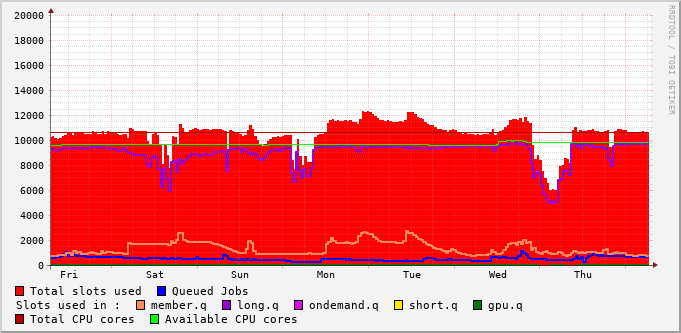 20000
18000
16000
14000
12000
10000
8000
6000
4000
2000
0
Fri Sat Sun Mon Tue Wed Thu
RRDTOOL / TOBI OETIKER
Total slots used Queued Jobs
Slots used in : member.q long.q ondemand.q short.q gpu.q
Total CPU cores Available CPU cores